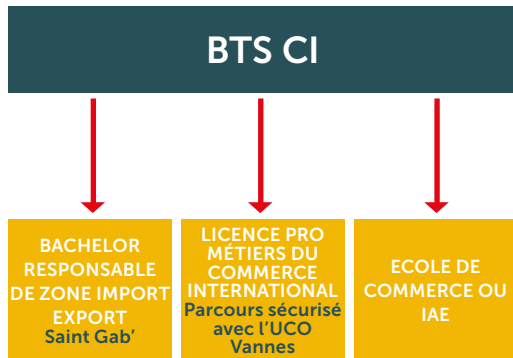 BTS CI
BACHELOR
RESPONSABLE
DE ZONE IMPORT
EXPORT
Saint Gab’
LICENCE PRO
MÉTIERS DU
COMMERCE
INTERNATIONAL
Parcours sécurisé
avec l’UCO
Vannes
ECOLE DE
COMMERCE OU
IAE